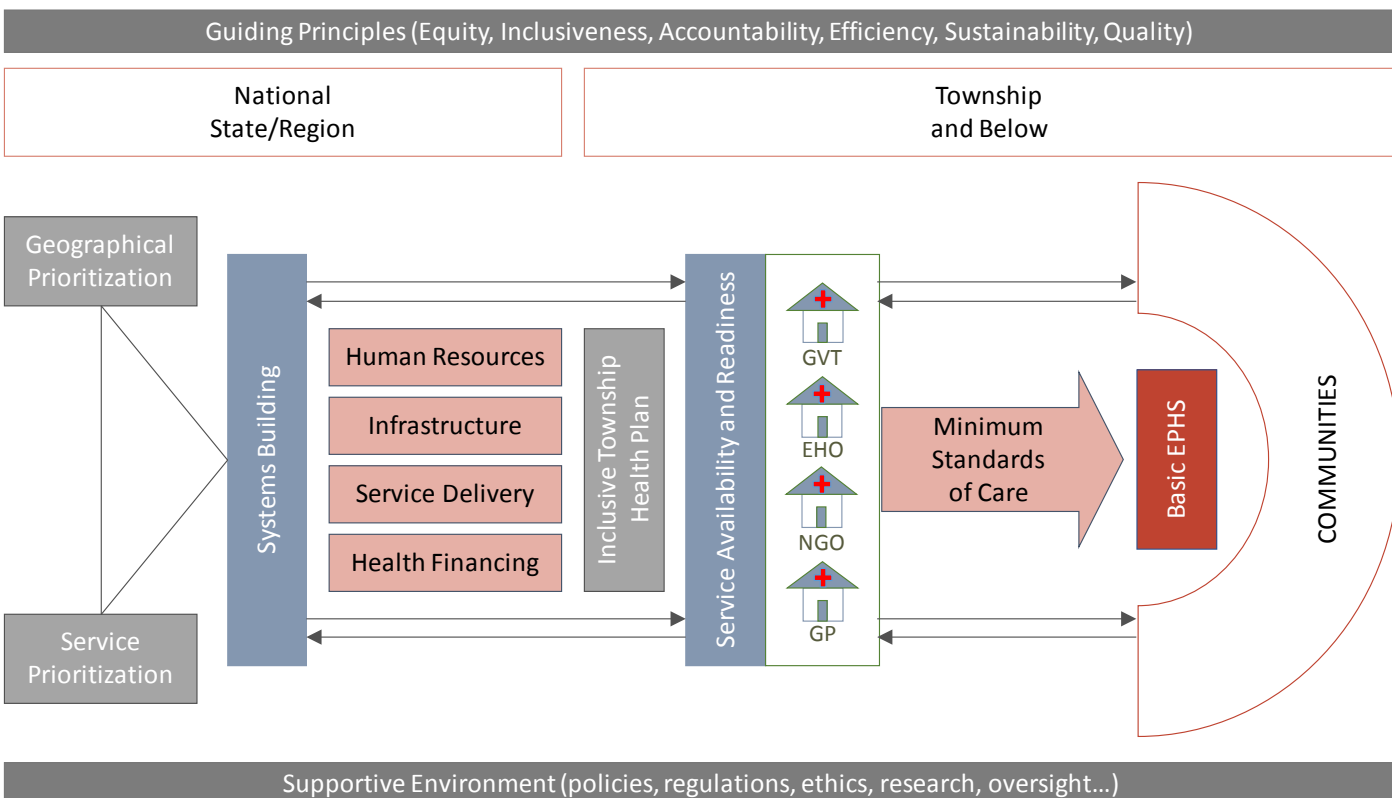 Guiding Principles (Equity, Inclusiveness, Accountability, Efficiency, Sustainability, Quality)
National
State/Region
Township
and Below
Geographical
Prioritization
Service
Prioritization
Systems Building
Human Resources
Infrastructure
Service Delivery
Health Financing
Inclusive Township
Health Plan
Service Availability and Readiness
GVT
EHO
NGO
GP
Minimum
Standards
of Care
Basic EPHS
COMMUNITIES
Supportive Environment (policies, regulations, ethics, research, oversight...)